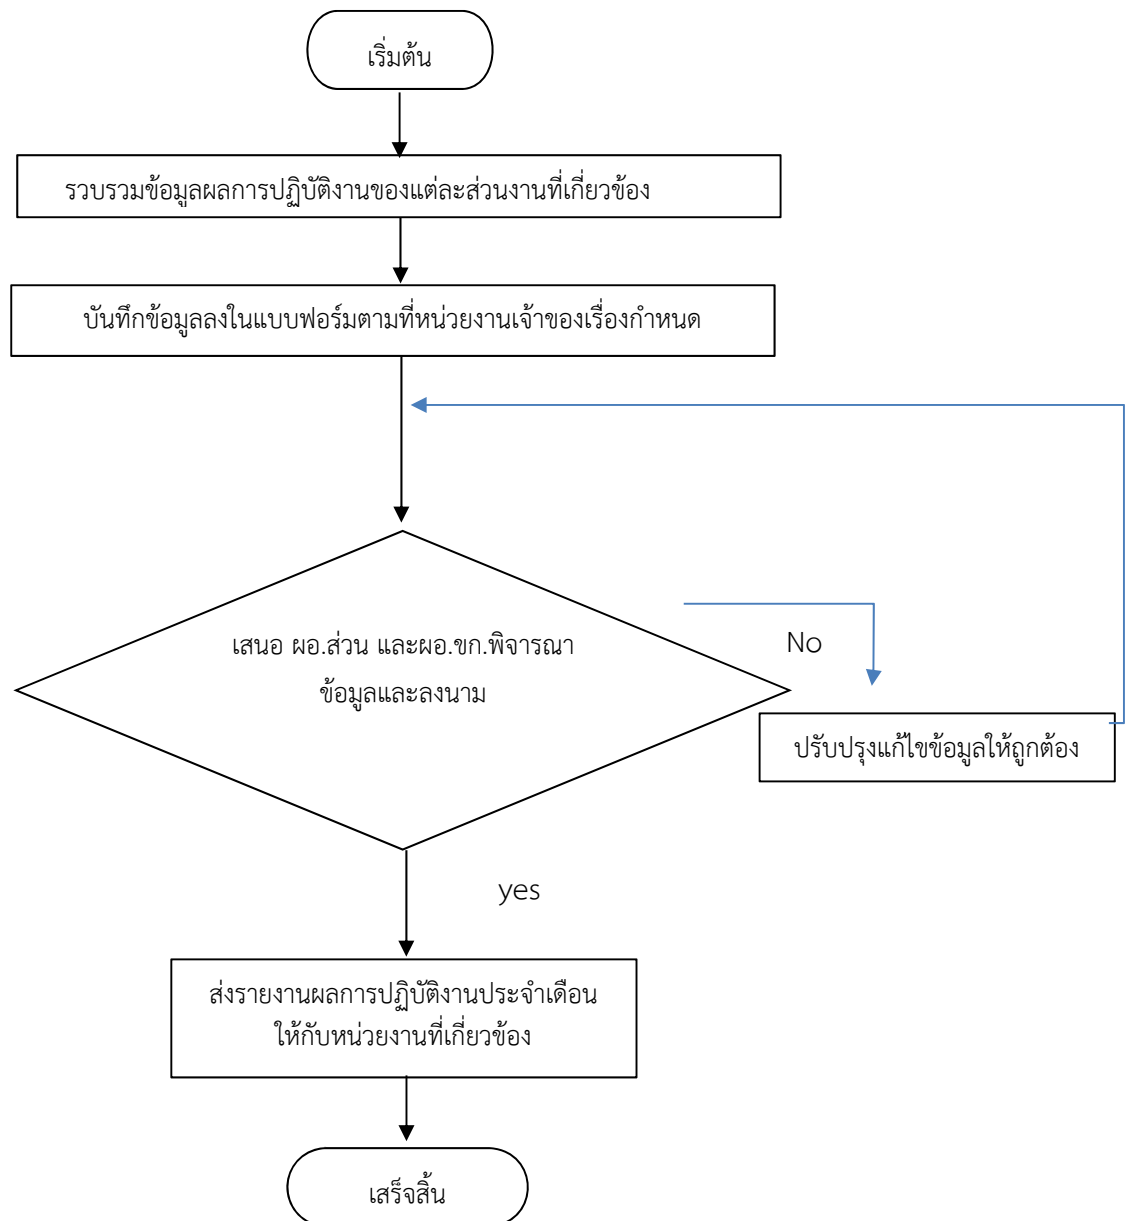 เริ่มต้น
รวบรวมข้อมูลผลการปฏิบัติงานของแต่ละส่วนงานที่เกี่ยวข้อง
บันทึกข้อมูลลงในแบบฟอร์มตามที่หน่วยงานเจ้าของเรื่องกำหนด
เสนอ ผอ.ส่วน และผอ.ขก.พิจารณา
ข้อมูลและลงนาม
No
ปรับปรุงแก้ไขข้อมูลให้ถูกต้อง
yes
ส่งรายงานผลการปฏิบัติงานประจำเดือน
ให้กับหน่วยงานที่เกี่ยวข้อง
เสร็จสิ้น